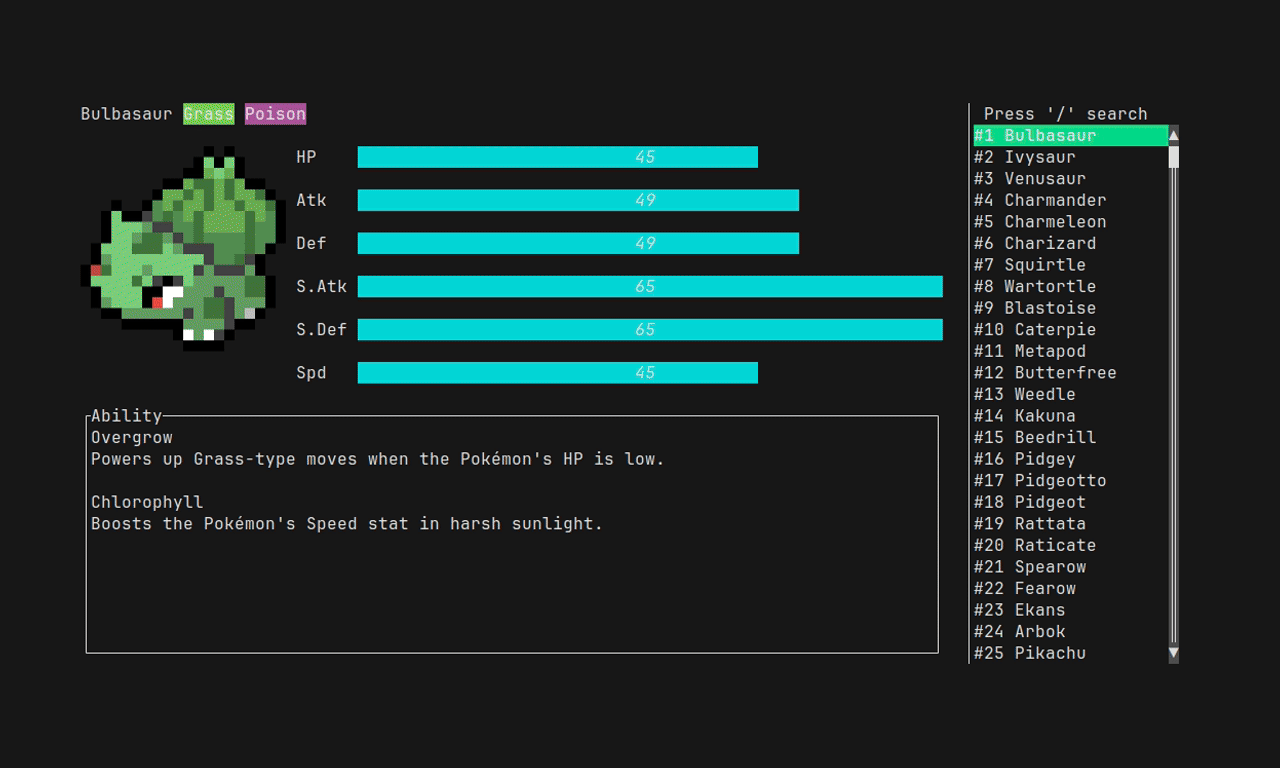 Bulbasaur Grass Poison
HP 45
Atk 49
Def 49
S.Atk 65
S.Def 65
Spd 45
Ability
Overgrow
Powers up Grass-type moves when the Pokémon's HP is low.
Chlorophyll
Boosts the Pokémon's Speed stat in harsh sunlight.
Press '/' search
#1 Bulbasaur
#2 Ivysaur
#3 Venusaur
#4 Charmander
#5 Charmeleon
#6 Charizard
#7 Squirtle
#8 Wartortle
#9 Blastoise
#10 Caterpie
#11 Metapod
#12 Butterfree
#13 Weedle
#14 Kakuna
#15 Beedrill
#16 Pidgey
#17 Pidgeotto
#18 Pidgeot
#19 Rattata
#20 Raticate
#21 Spearow
#22 Fearow
#23 Ekans
#24 Arbok
#25 Pikachu